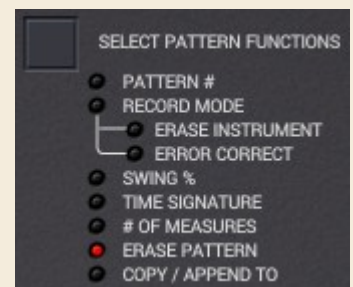 SELECT PATTERN FUNCTIONS
PATTERN #
RECORD MODE
ERASE INSTRUMENT
ERROR CORRECT
SWING %
TIME SIGNATURE
# OF MEASURES
ERASE PATTERN
COPY / APPEND TO